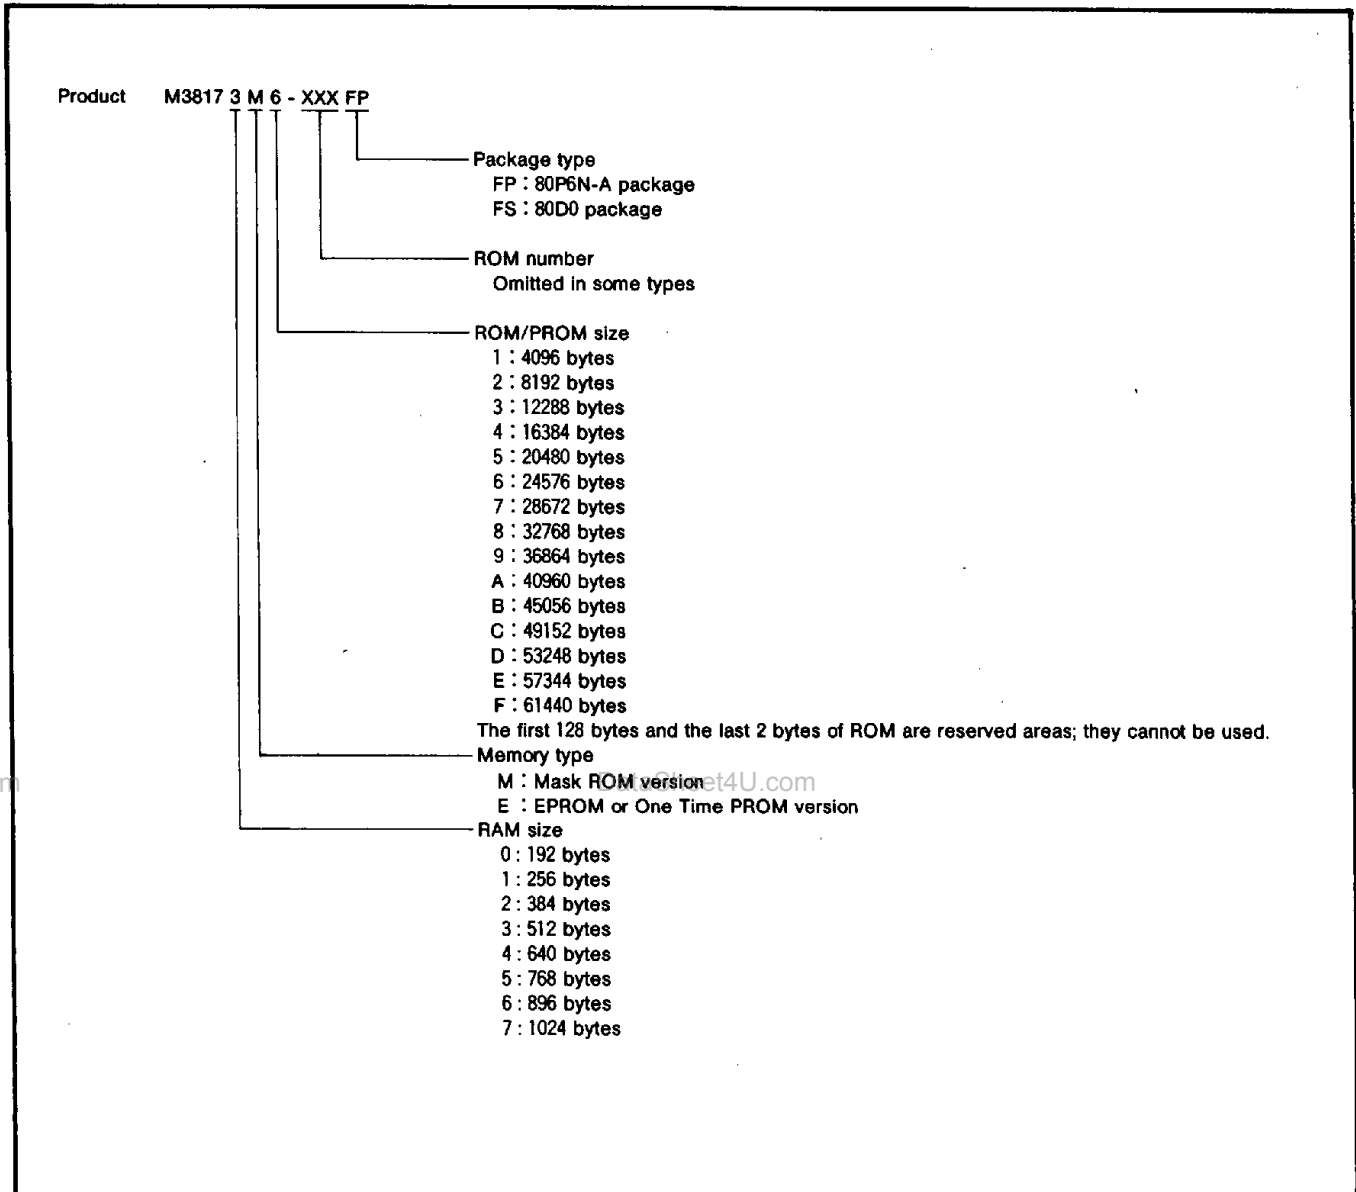 Product M3817 3 M 6 - XXX FP
Package type
FP : 80P6N-A package
FS : 80D0 package
ROM number
Omitted in some types
ROM/PROM size
1 : 4096 bytes
2 : 8192 bytes
3 : 12288 bytes
4 : 16384 bytes
5 : 20480 bytes
6 : 24576 bytes
7 : 28672 bytes
8 : 32768 bytes
9 : 36864 bytes
A : 40960 bytes
B : 45056 bytes
C : 49152 bytes
D : 53248 bytes
E : 57344 bytes
F : 61440 bytes
The first 128 bytes and the last 2 bytes of ROM are reserved areas; they cannot be used.
Memory type
M : Mask ROM version
DataSheet4U.com
E : EPROM or One Time PROM version
RAM size
0 : 192 bytes
1 : 256 bytes
2 : 384 bytes
3 : 512 bytes
4 : 640 bytes
5 : 768 bytes
6 : 896 bytes
7 : 1024 bytes